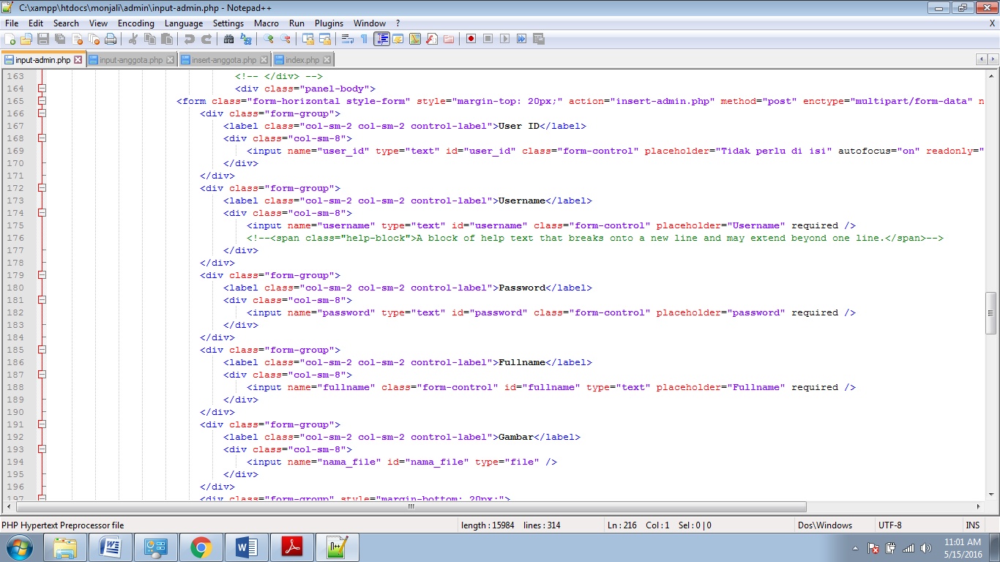 C:\xampp\htdocs\monjali\admin\input-admin.php - Notepad++
File Edit Search View Encoding Language Settings Macro Run Plugins Window ? X
input-admin.php input-anggota.php insert-anggota.php index.php
163 <!-- </div> -->
164 <div class="panel-body">
165 <form class="form-horizontal style-form" style="margin-top: 20px;" action="insert-admin.php" method="post" enctype="multipart/form-data" n
166 <div class="form-group">
167 <label class="col-sm-2 col-sm-2 control-label">User ID</label>
168 <div class="col-sm-8">
169 <input name="user_id" type="text" id="user_id" class="form-control" placeholder="Tidak perlu di isi" autofocus="on" readonly="
170 </div>
171 </div>
172 <div class="form-group">
173 <label class="col-sm-2 col-sm-2 control-label">Username</label>
174 <div class="col-sm-8">
175 <input name="username" type="text" id="username" class="form-control" placeholder="Username" required />
176 <!--<span class="help-block">A block of help text that breaks onto a new line and may extend beyond one line.</span>-->
177 </div>
178 </div>
179 <div class="form-group">
180 <label class="col-sm-2 col-sm-2 control-label">Password</label>
181 <div class="col-sm-8">
182 <input name="password" type="text" id="password" class="form-control" placeholder="password" required />
183 </div>
184 </div>
185 <div class="form-group">
186 <label class="col-sm-2 col-sm-2 control-label">Fullname</label>
187 <div class="col-sm-8">
188 <input name="fullname" class="form-control" id="fullname" type="text" placeholder="Fullname" required />
189 </div>
190 </div>
191 <div class="form-group">
192 <label class="col-sm-2 col-sm-2 control-label">Gambar</label>
193 <div class="col-sm-8">
194 <input name="nama_file" id="nama_file" type="file" />
195 </div>
196 </div>
197 <div class="form-group" style="margin-bottom: 20px;">
PHP Hypertext Preprocessor file length : 15984 lines : 314 Ln : 216 Col : 1 Sel : 0 | 0 Dos\Windows UTF-8 INS
11:01 AM
5/15/2016